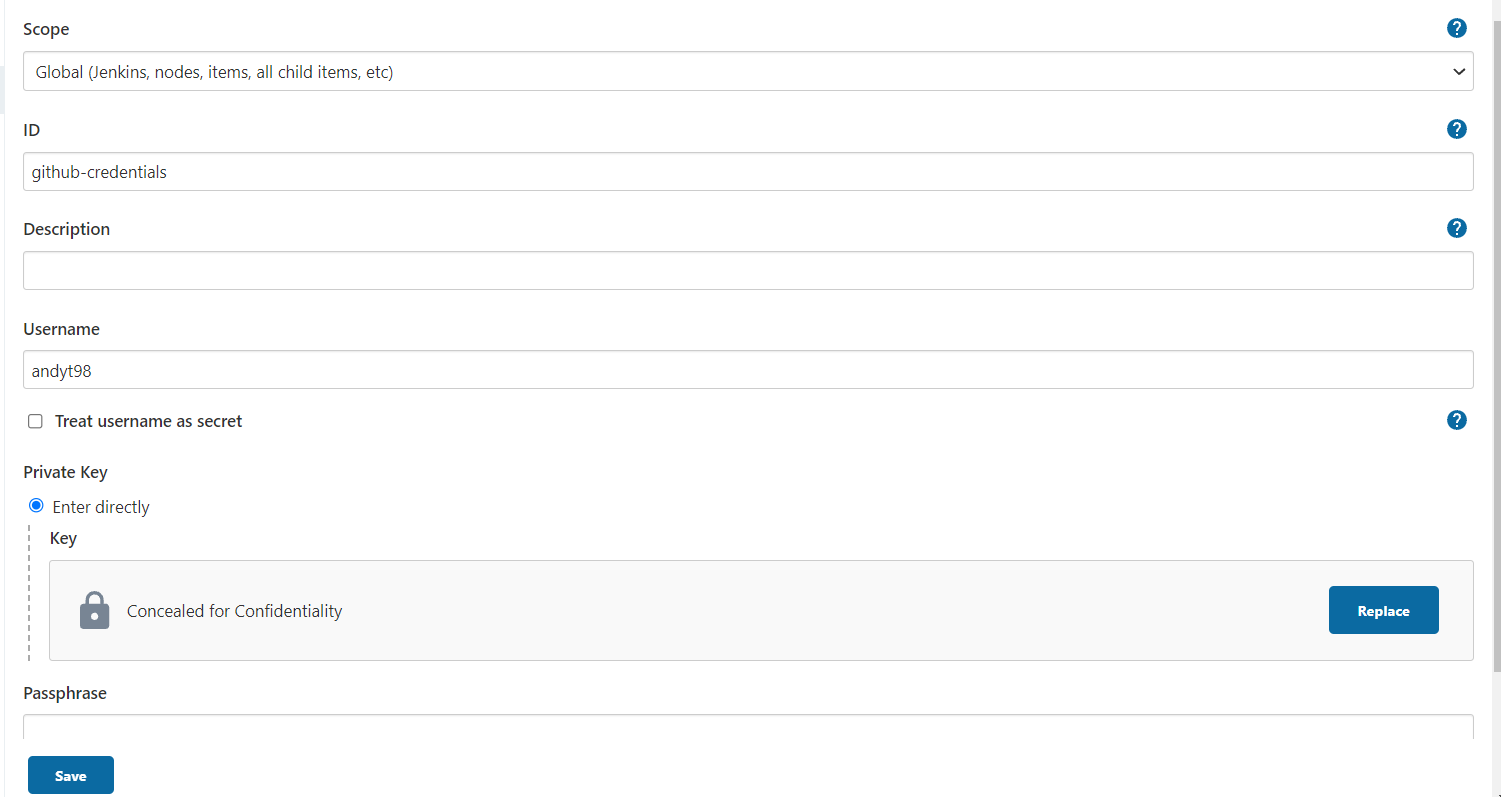 Scope
?
Global (Jenkins, nodes, items, all child items, etc)
ID
?
github-credentials
Description
?
Username
andyt98
Treat username as secret
?
Private Key
Enter directly
Key
Concealed for Confidentiality
Replace
Passphrase
Save